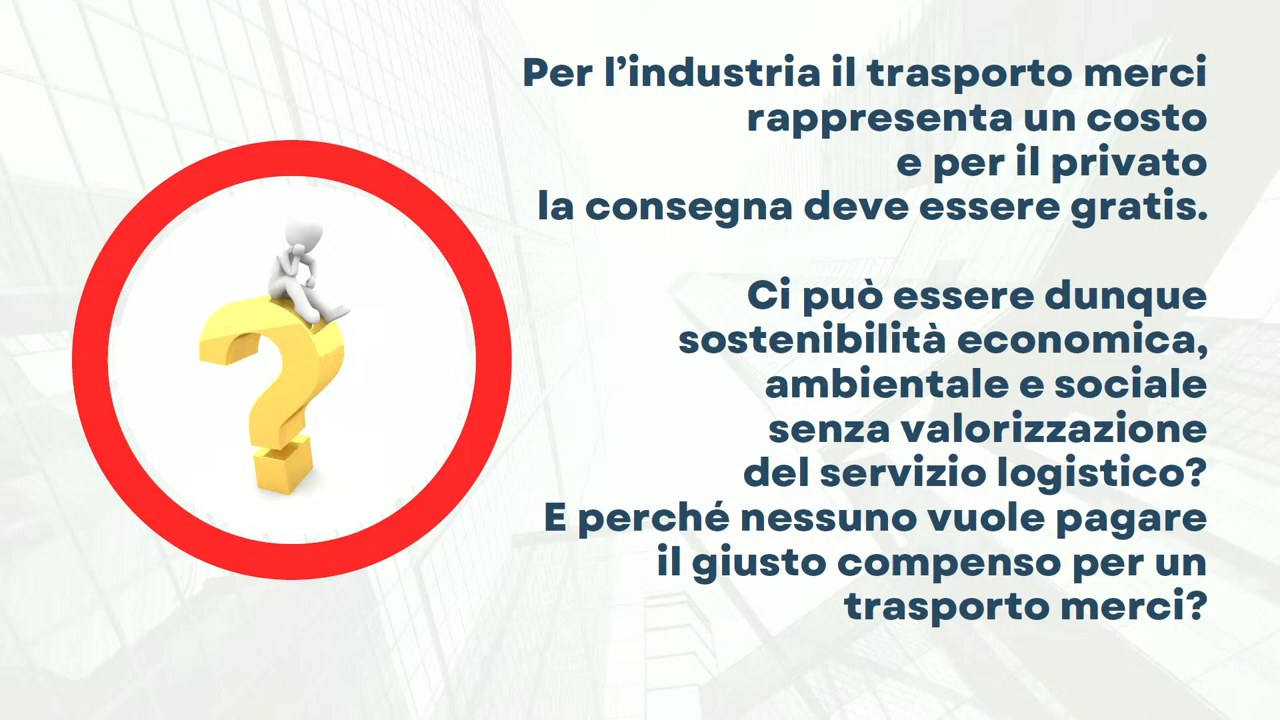 Per l’industria il trasporto merci
rappresenta un costo
e per il privato
la consegna deve essere gratis.
Ci può essere dunque
sostenibilità economica,
ambientale e sociale
senza valorizzazione
del servizio logistico?
E perché nessuno vuole pagare
il giusto compenso per un
trasporto merci?